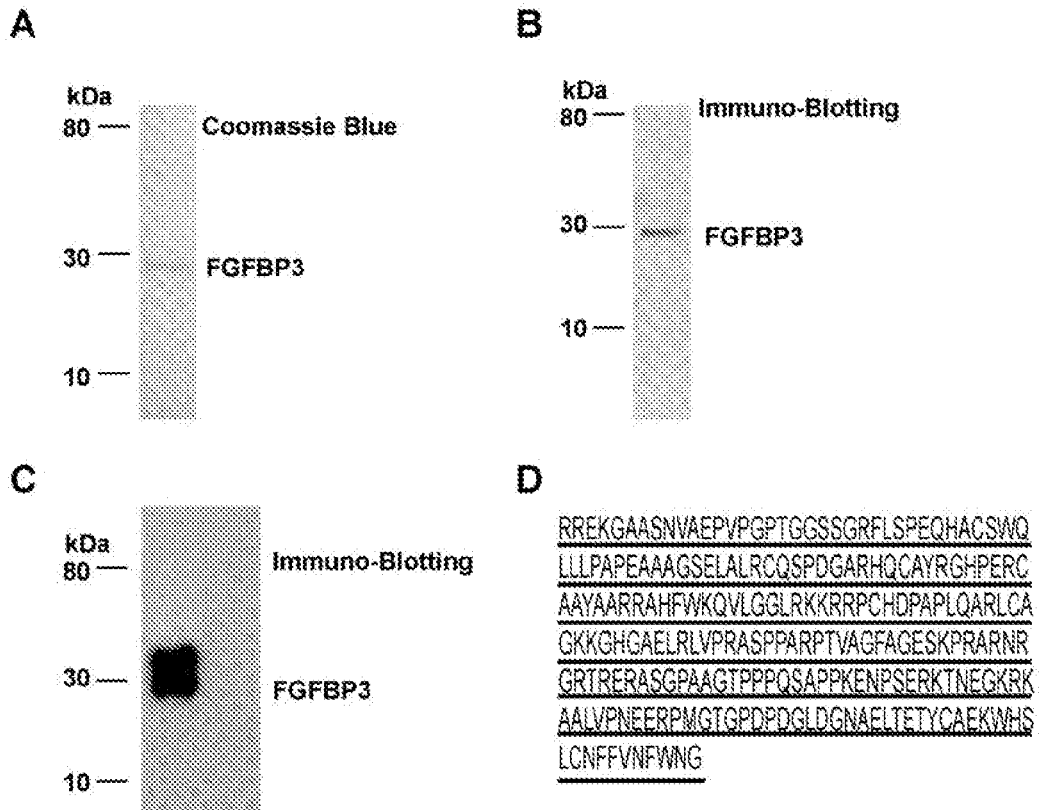 A
kDa
80
Coomassie Blue
30
FGFBP3
10
B
kDa
80
Immuno-Blotting
30
FGFBP3
10
C
kDa
80
Immuno-Blotting
30
FGFBP3
10
D
RREKGAASNVAEPVPGPTGGSSGRFLSPEQHACSWQ
LLLPAPEAAAGSELALRCQSPDGARHQCAYRGHPERC
AAYAARRAHFWKQVLGGLRKKRRPCHDPAPLQARLCA
GKKGHGAELRLVPRASPPARPTVAGFAGESKPRARNR
GRTRERASGPAAGTPPPQSAPPKENPSERKTNEGKRK
AALVPNEERPMGTGPDPDGLDGNAELTETYCAEKWHS
LCNFFVNFWNG